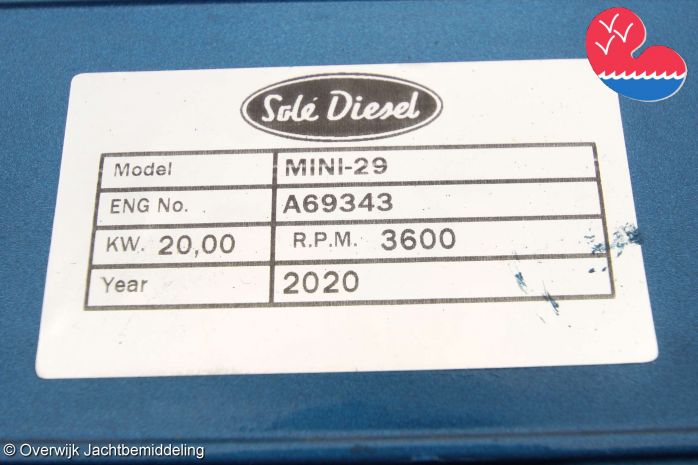 Solé Diesel
Model MINI-29
ENG No. A69343
KW. 20,00 R.P.M. 3600
Year 2020
© Overwijk Jachtbemiddeling